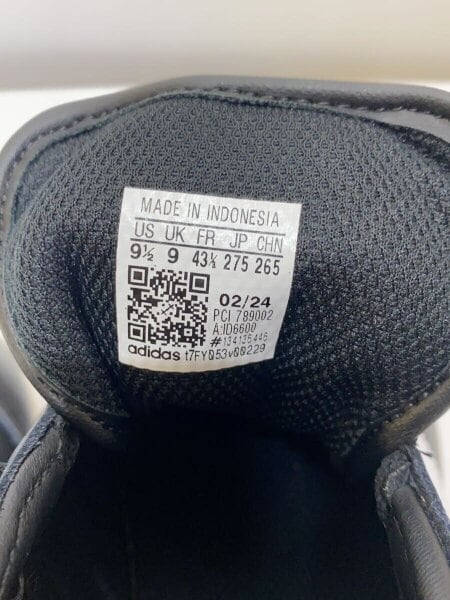 MADE IN INDONESIA
US UK FR JP CHN
9½ 9 43⅓ 275 265
02/24
PCI 789002
A:ID6600
#134135445
adidas t7FY053v00229